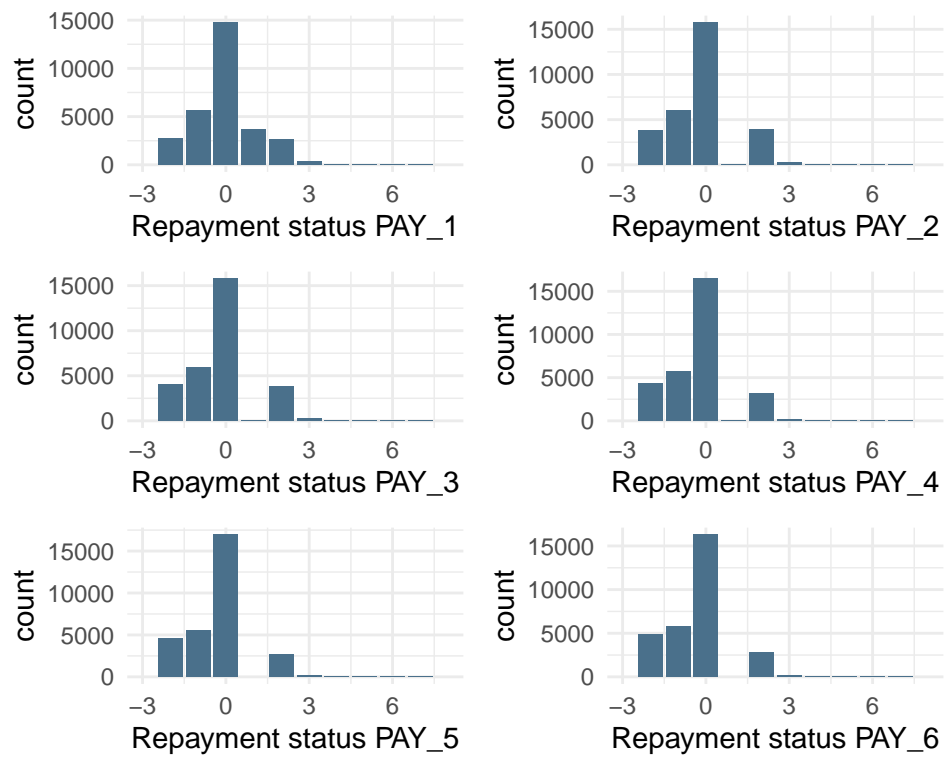 15000
10000
5000
0
count
−3 0 3 6
Repayment status PAY_1
15000
10000
5000
0
count
−3 0 3 6
Repayment status PAY_2
15000
10000
5000
0
count
−3 0 3 6
Repayment status PAY_3
15000
10000
5000
0
count
−3 0 3 6
Repayment status PAY_4
15000
10000
5000
0
count
−3 0 3 6
Repayment status PAY_5
15000
10000
5000
0
count
−3 0 3 6
Repayment status PAY_6